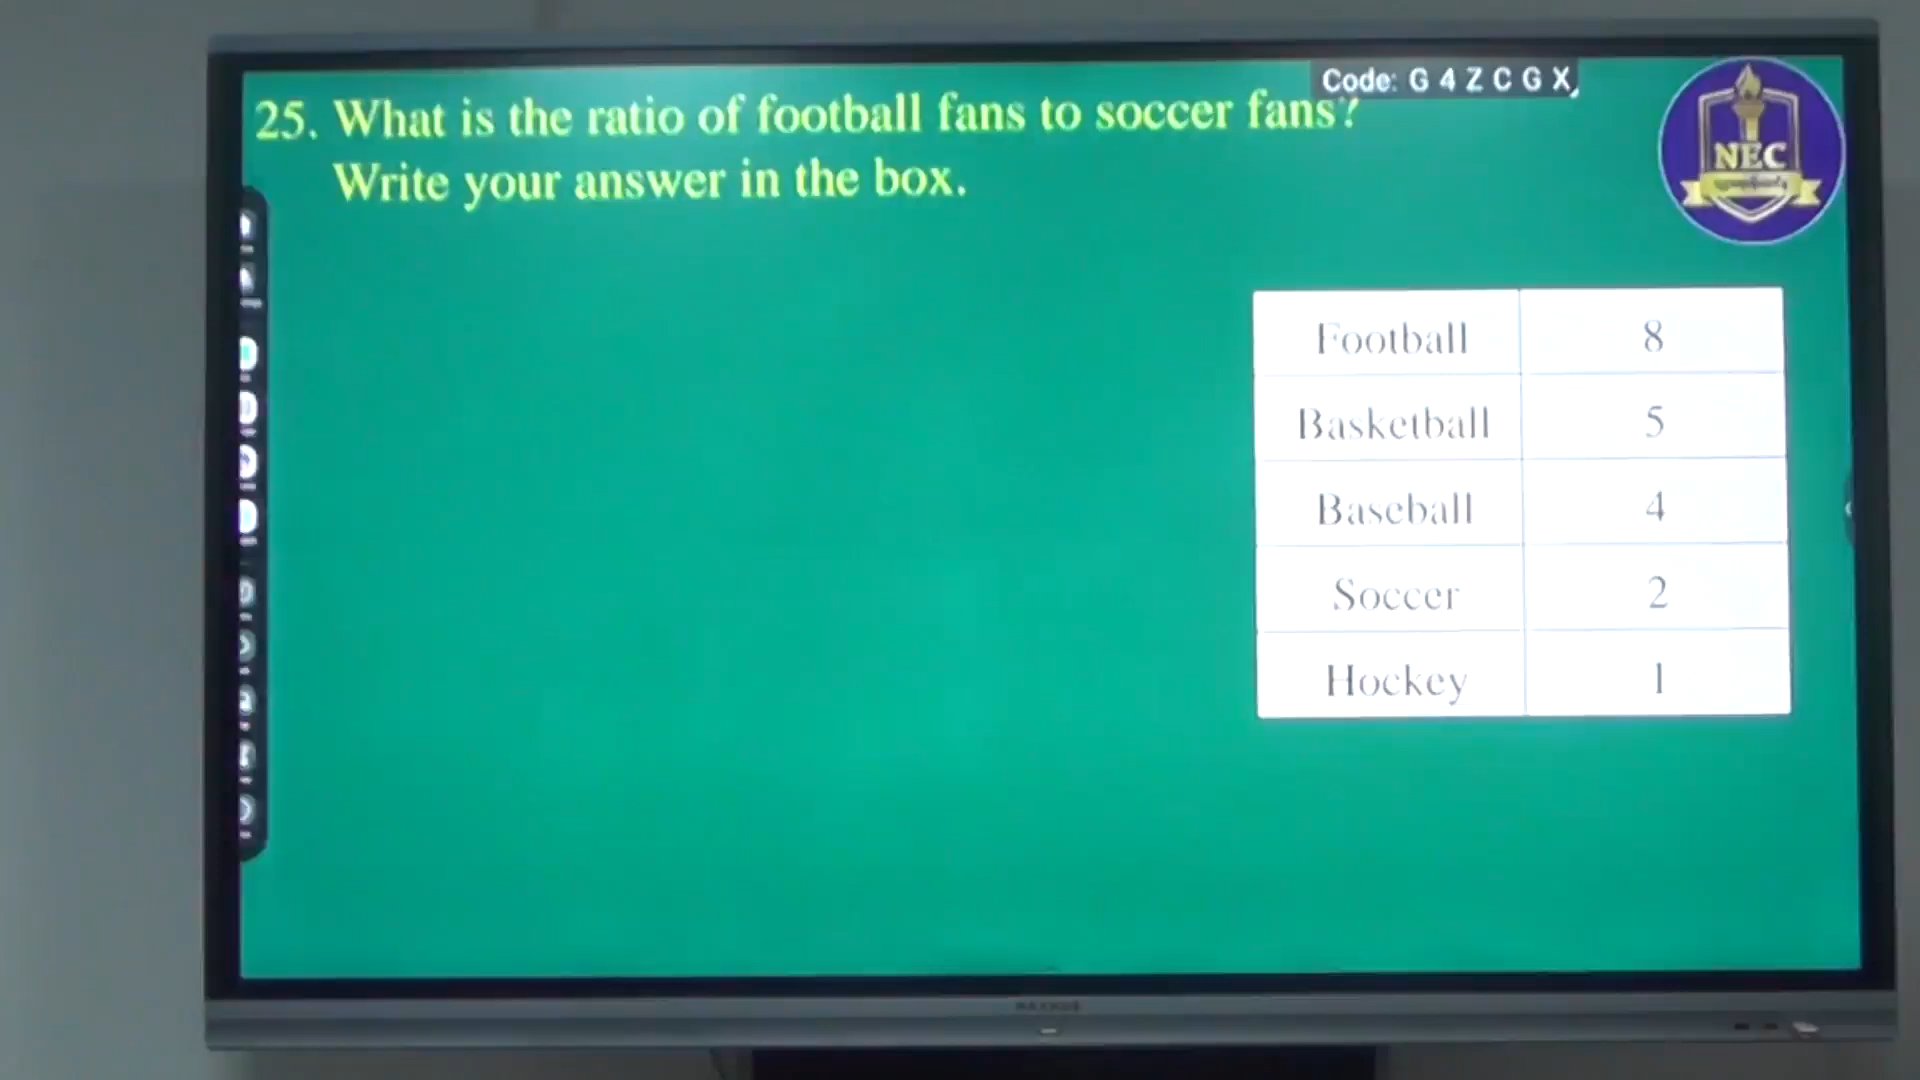 Code: G 4 Z C G X
25. What is the ratio of football fans to soccer fans?
Write your answer in the box.
NEC
Football 8
Basketball 5
Baseball 4
Soccer 2
Hockey 1